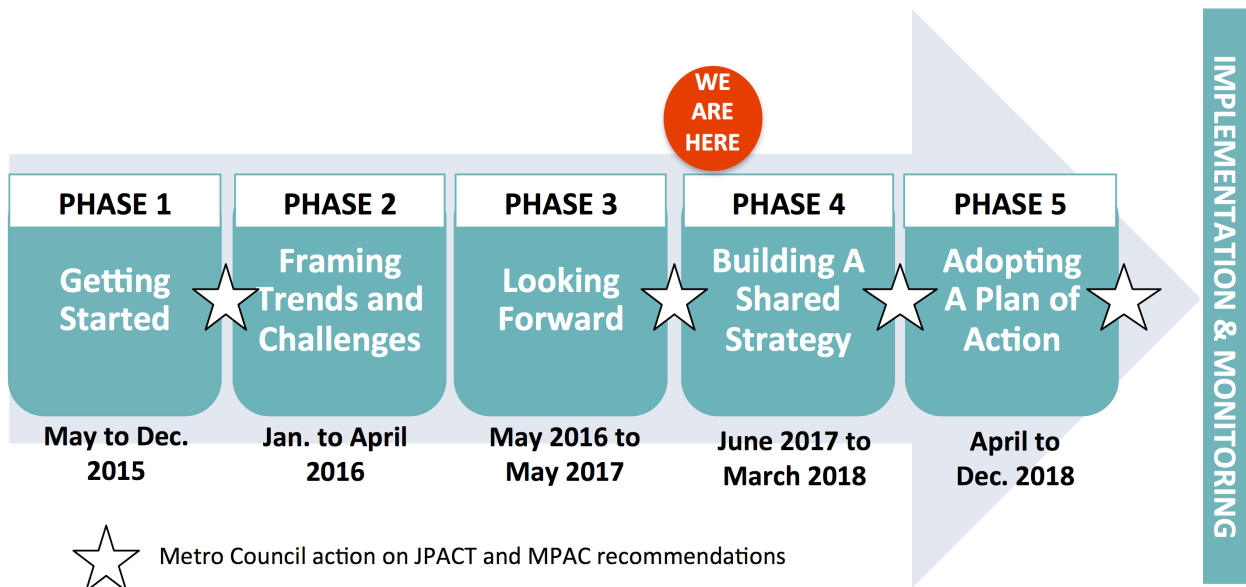 WE
ARE
HERE
PHASE 1
Getting
Started
May to Dec.
2015
PHASE 2
Framing
Trends and
Challenges
Jan. to April
2016
PHASE 3
Looking
Forward
May 2016 to
May 2017
PHASE 4
Building A
Shared
Strategy
June 2017 to
March 2018
PHASE 5
Adopting
A Plan of
Action
April to
Dec. 2018
IMPLEMENTATION & MONITORING
Metro Council action on JPACT and MPAC recommendations